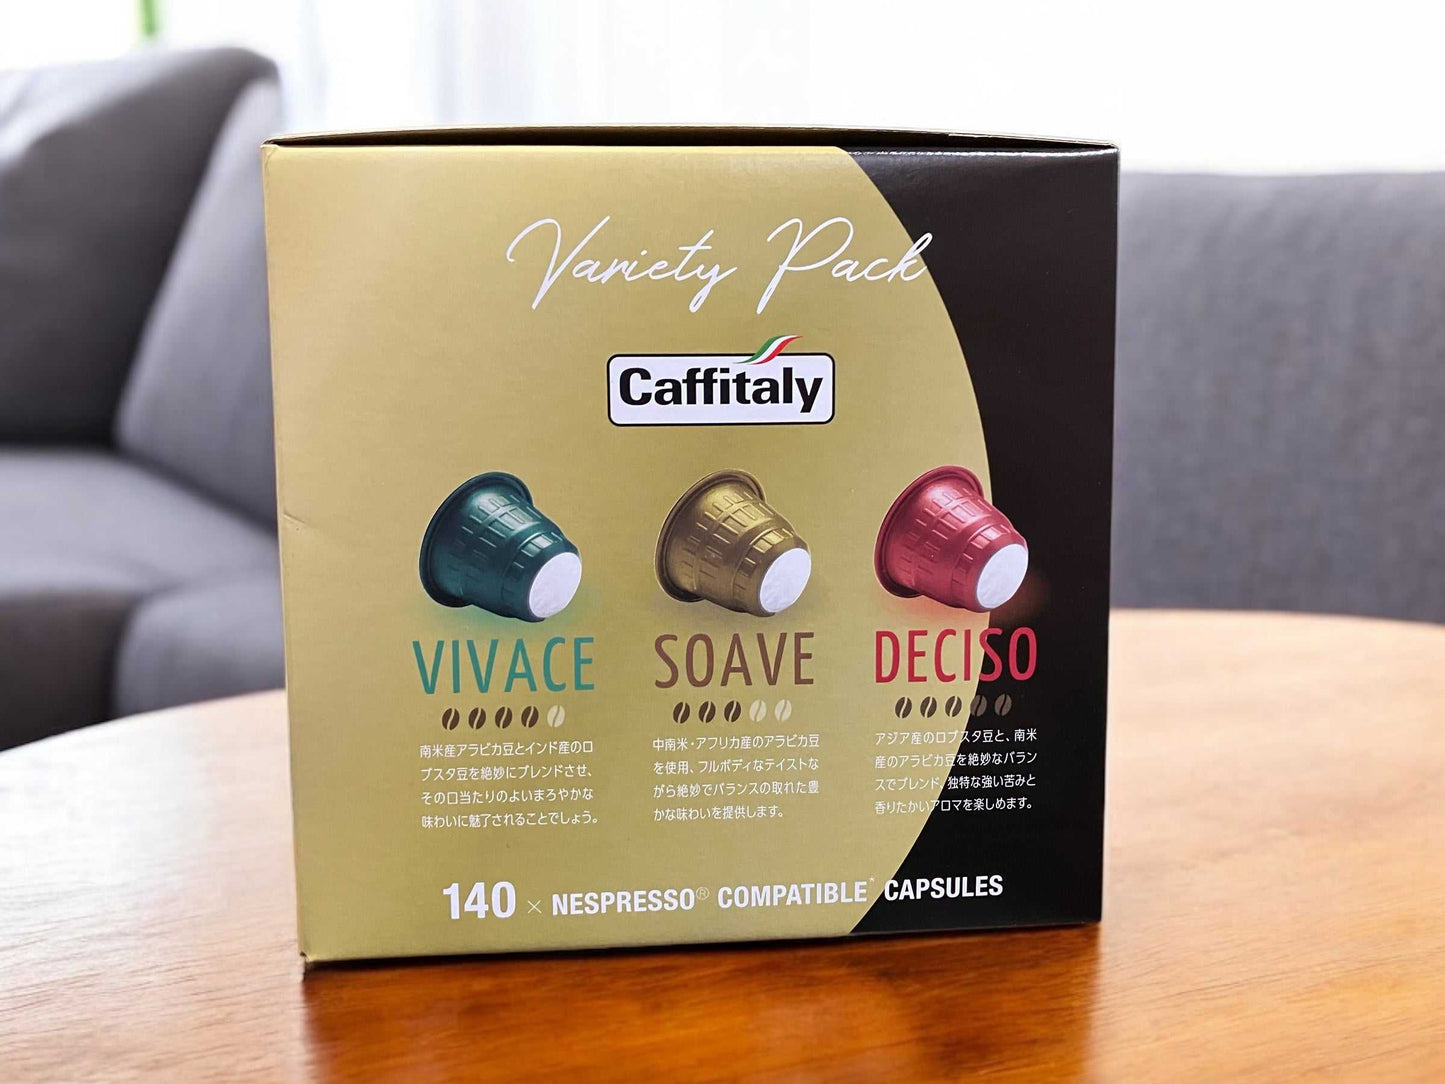 Variety Pack
Caffitaly
VIVACE
南米産アラビカ豆とインド産のロ
ブスタ豆を絶妙にブレンドさせ、
その口当たりのよいまろやかな
味わいに魅了されることでしょう。
SOAVE
中南米・アフリカ産のアラビカ豆
を使用、フルボディなテイストな
がら絶妙でバランスの取れた豊
かな味わいを提供します。
DECISO
アジア産のロブスタ豆と、南米
産のアラビカ豆を絶妙なバラン
スでブレンド、独特な強い苦みと
香りたかいアロマを楽しめます。
140 × NESPRESSO® COMPATIBLE* CAPSULES